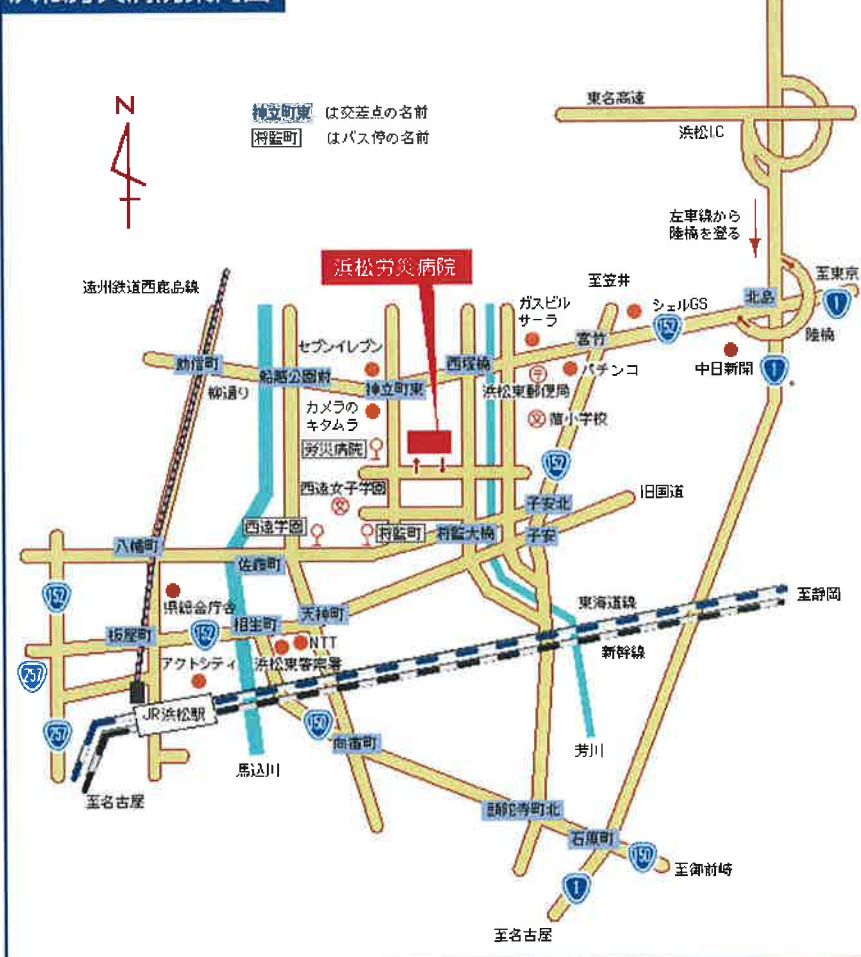 N
神立町東 は交差点の名前
将監町 はバス停の名前
東名高速
浜松I.C
左車線から
陸橋を登る
浜松労災病院
遠州鉄道西鹿島線
至笠井
至東京
ガスビル
サーラ
シェルGS
北島
1
152
宮竹
陸橋
セブンイレブン
西塚橋
助信町
船越公園前
神立町東
柳通り
パチンコ
中日新聞
1
浜松東郵便局
カメラの
キタムラ
蒲小学校
労災病院
152
西遠女子学園
旧国道
子安北
西遠学園
将監町
将監大橋
子安
八幡町
佐藤町
152
県総合庁舎
天神町
東海道線
至静岡
相生町
板屋町
152
NTT
新幹線
257
アクトシティ
浜松東警察署
JR浜松駅
150
257
向宿町
馬込川
芳川
至名古屋
頭陀寺町北
石原町
150
至御前崎
1
至名古屋